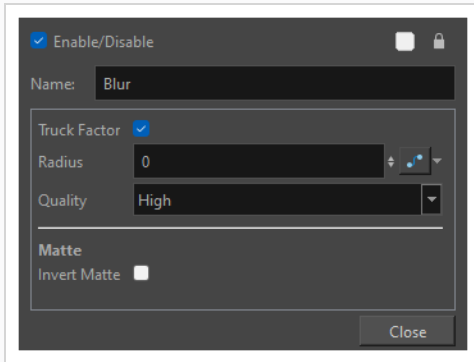 Enable/Disable
Name: Blur
Truck Factor
Radius 0
Quality High
Matte
Invert Matte
Close